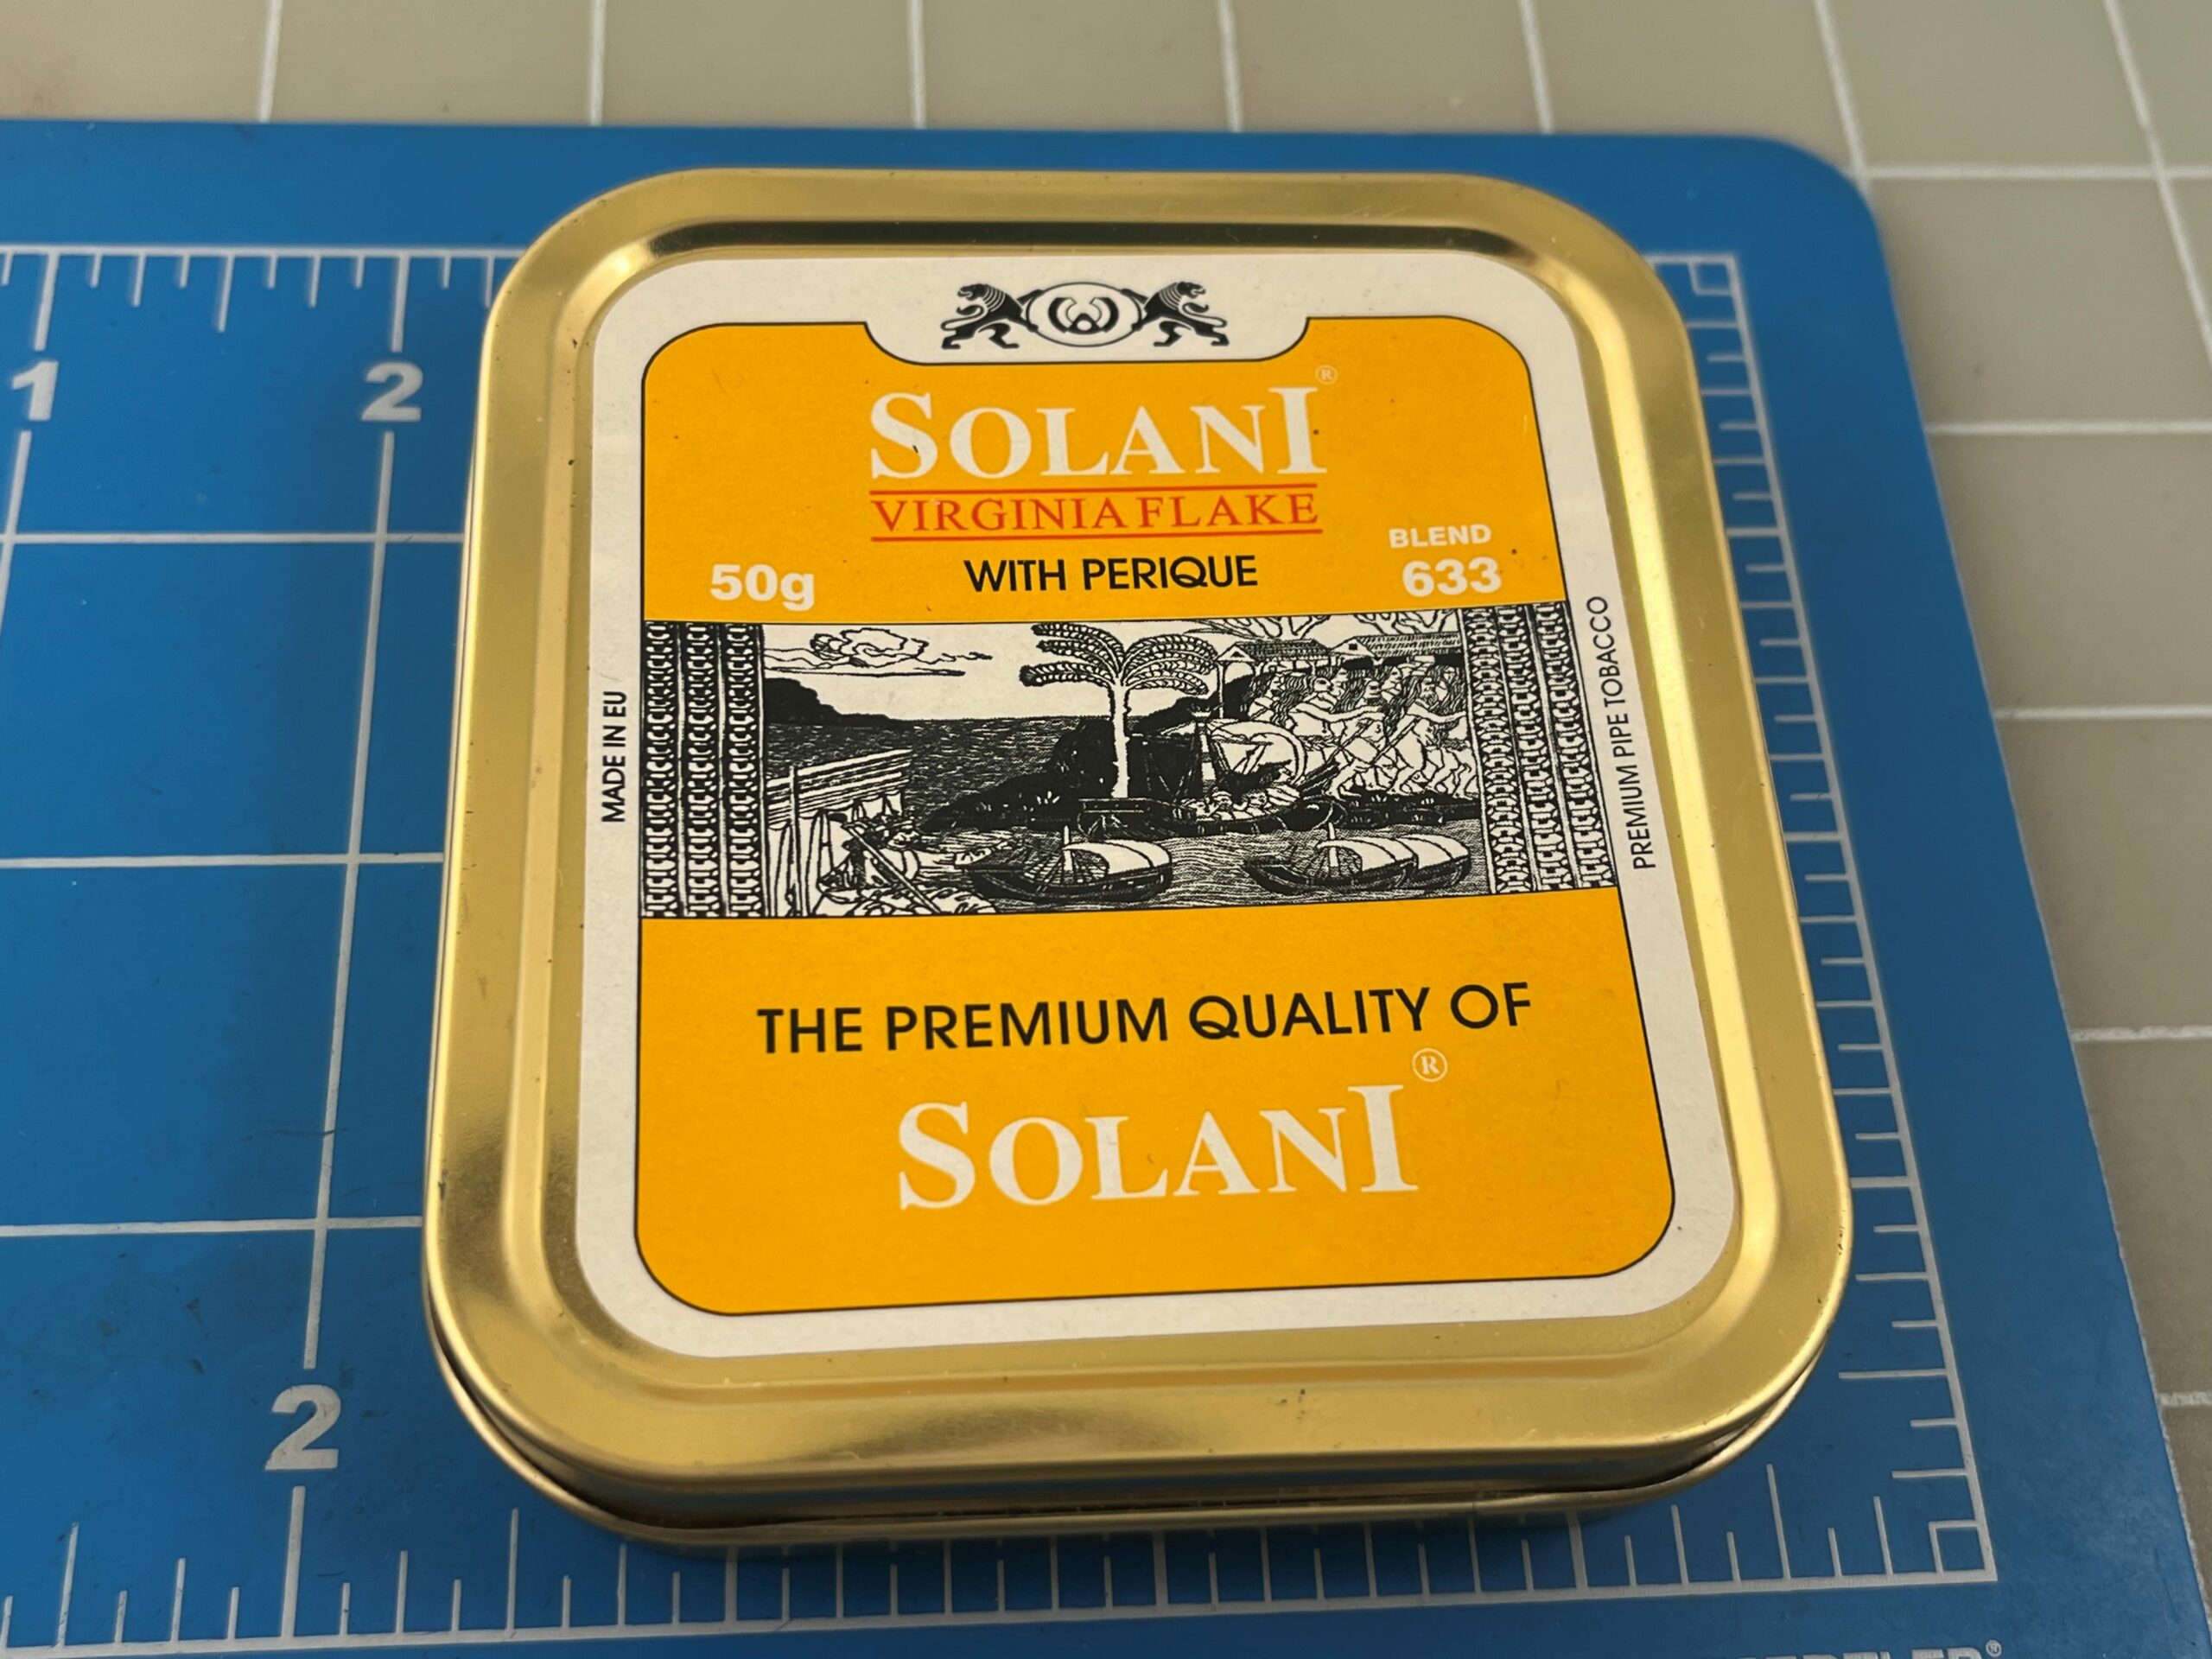 1
2
SOLANI®
VIRGINIA FLAKE
WITH PERIQUE
50g
BLEND
633
MADE IN EU
PREMIUM PIPE TOBACCO
THE PREMIUM QUALITY OF
SOLANI®
2